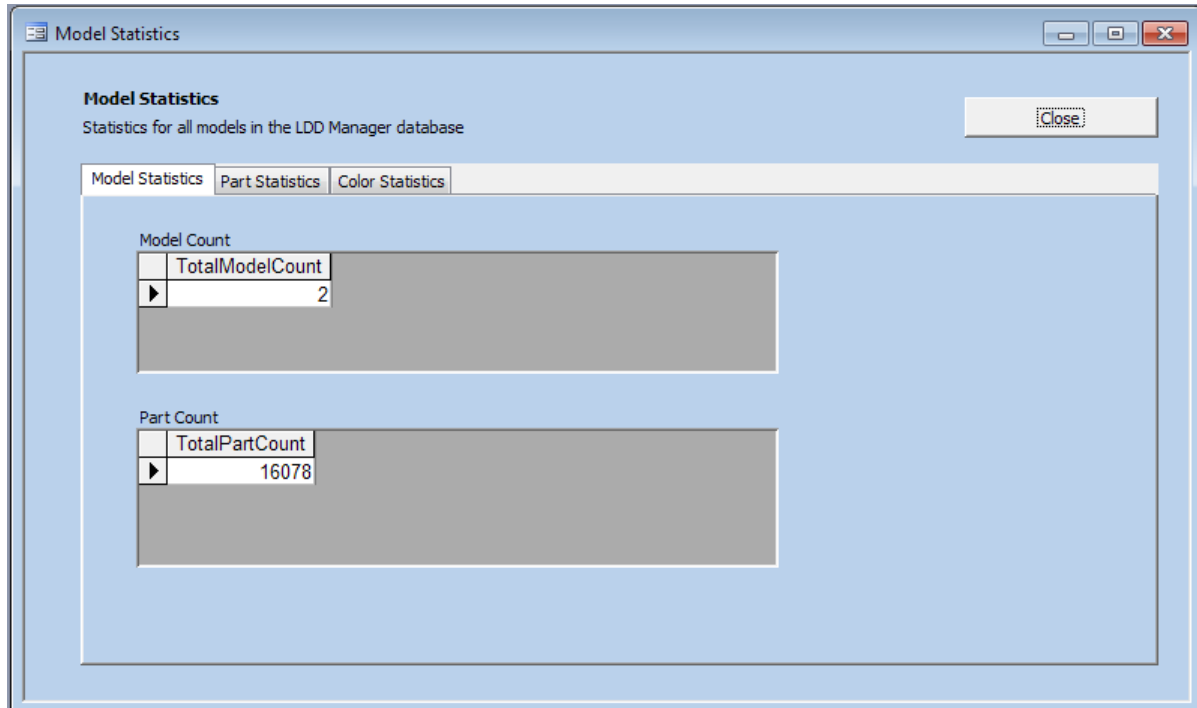 Model Statistics
Model Statistics
Statistics for all models in the LDD Manager database
Close
Model Statistics Part Statistics Color Statistics
Model Count
TotalModelCount
2
Part Count
TotalPartCount
16078